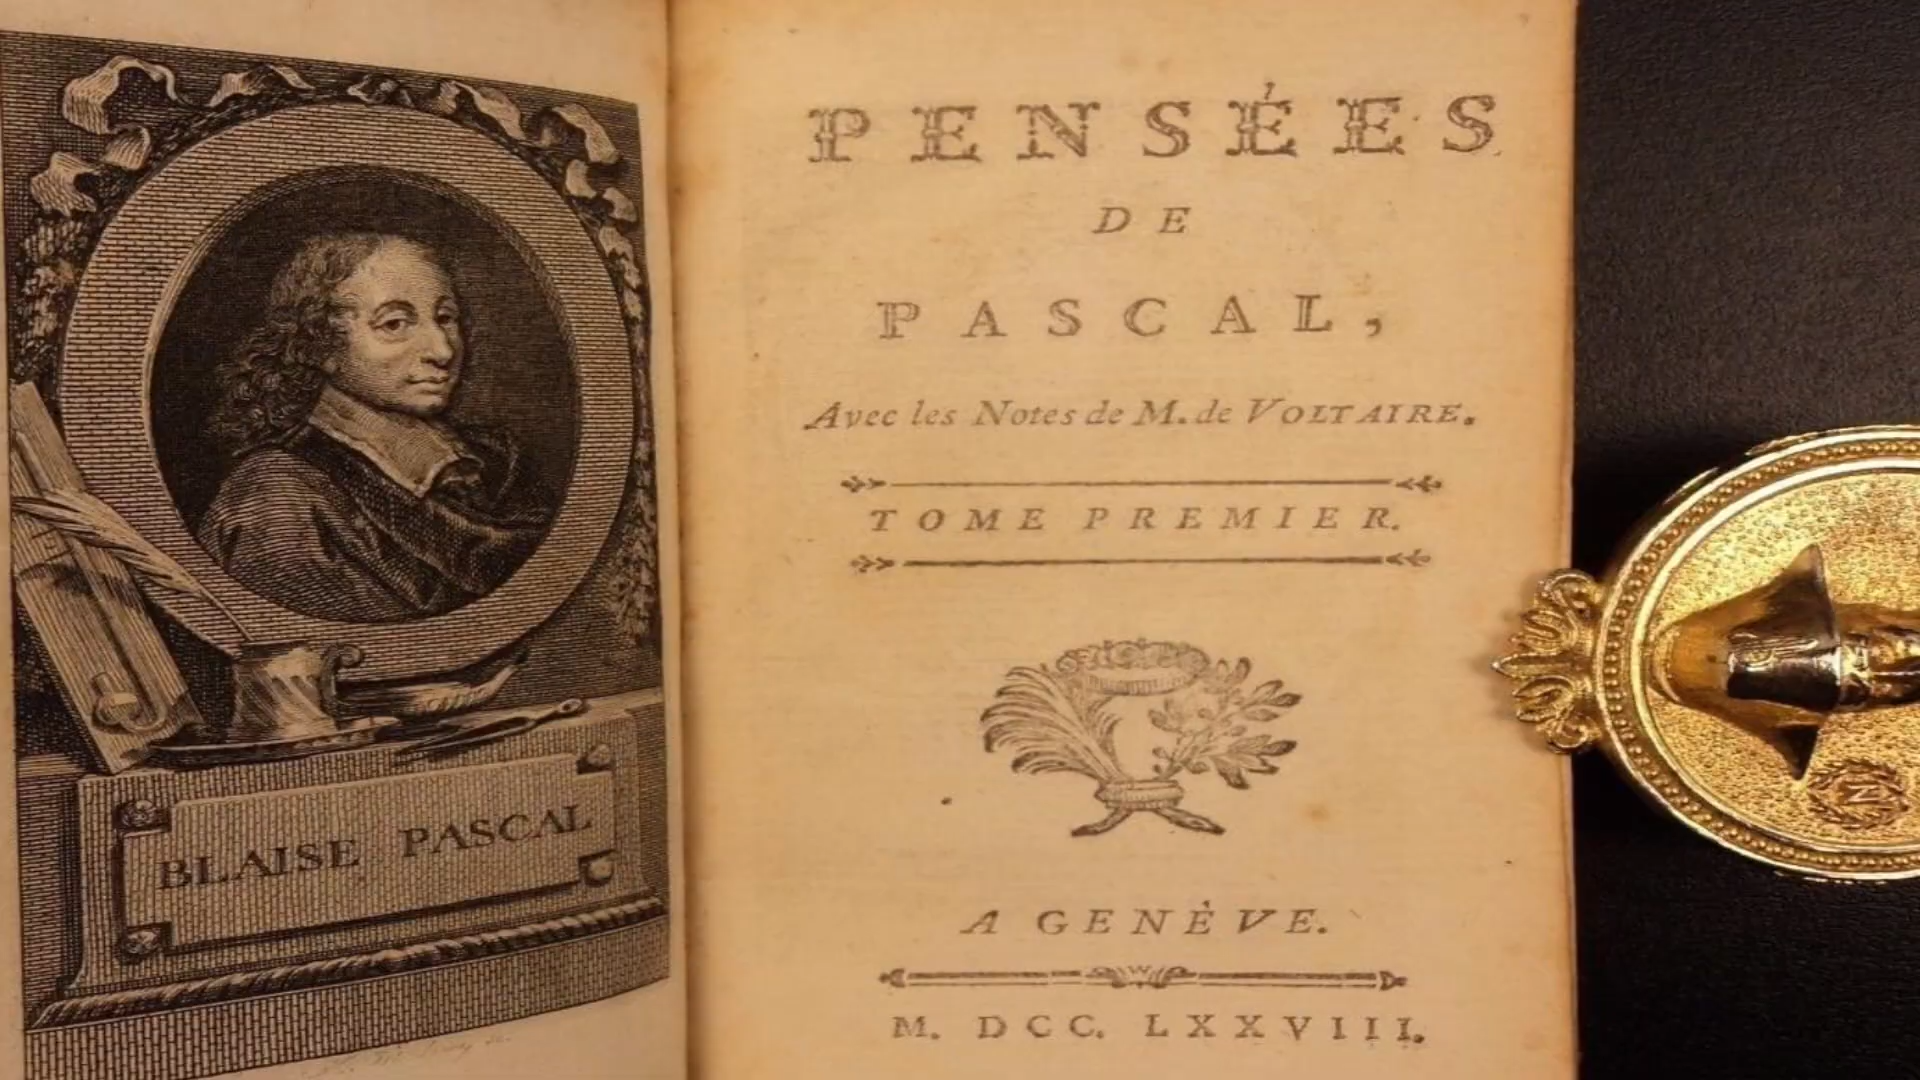 BLAISE PASCAL
PENSÉES
DE
PASCAL,
Avec les Notes de M. de VOLTAIRE.
TOME PREMIER.
A GENÈVE.
M. DCC. LXXVIII.
N